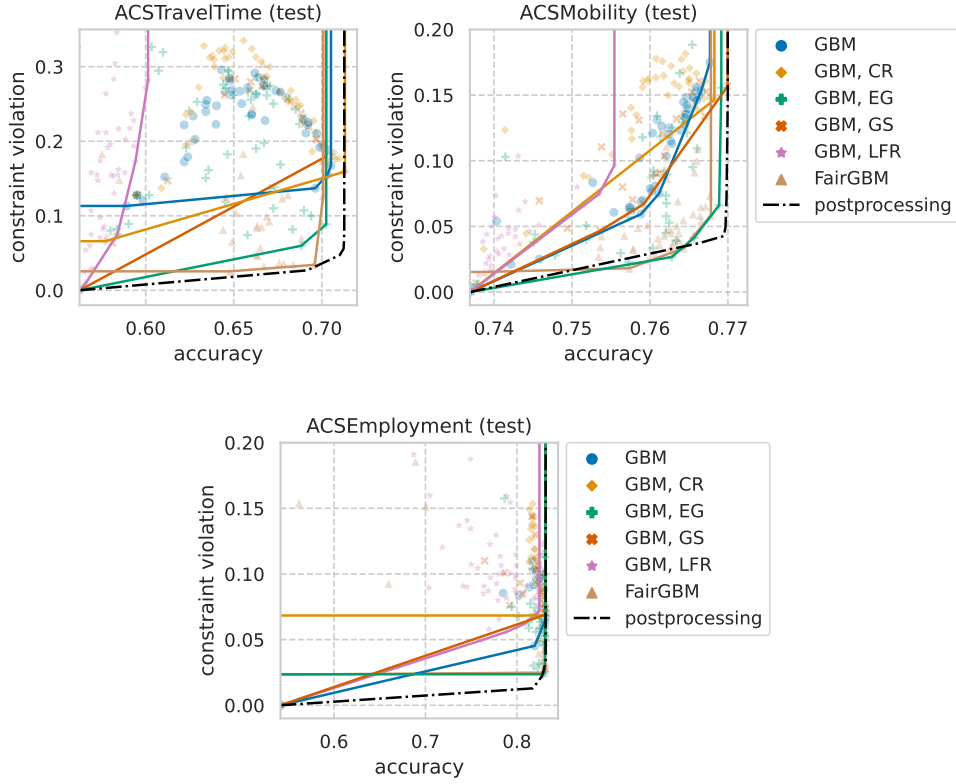 ACSTravelTime (test)
constraint violation
0.3
0.2
0.1
0.0
0.60
0.65
0.70
accuracy
ACSMobility (test)
constraint violation
0.20
0.15
0.10
0.05
0.00
0.74
0.75
0.76
0.77
accuracy
GBM
GBM, CR
GBM, EG
GBM, GS
GBM, LFR
FairGBM
postprocessing
ACSEmployment (test)
constraint violation
0.20
0.15
0.10
0.05
0.00
0.6
0.7
0.8
accuracy
GBM
GBM, CR
GBM, EG
GBM, GS
GBM, LFR
FairGBM
postprocessing